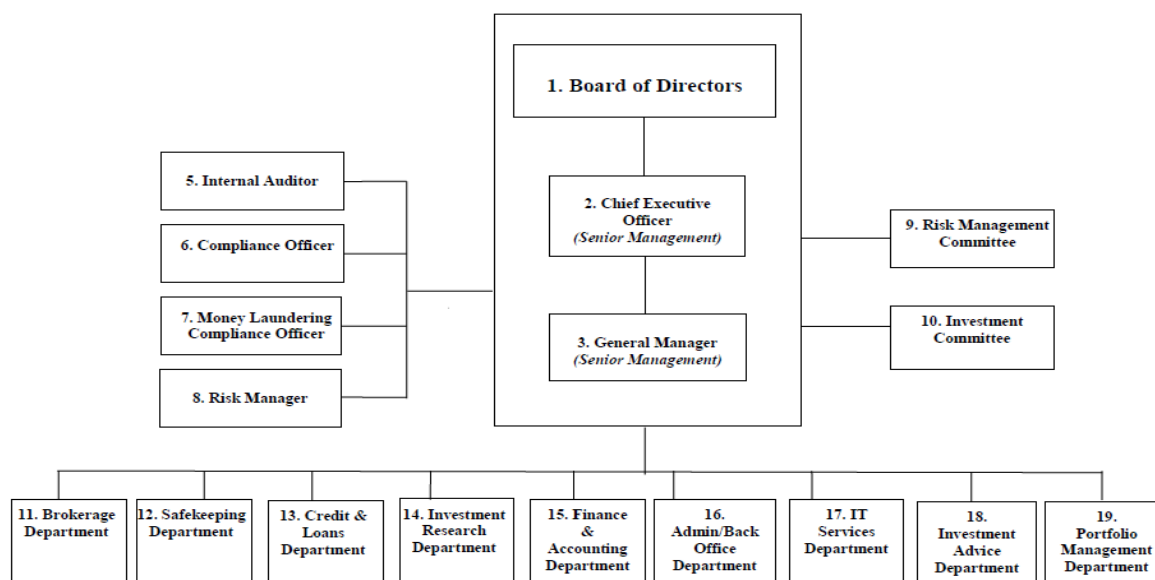 1. Board of Directors
2. Chief Executive
Officer
(Senior Management)
3. General Manager
(Senior Management)
5. Internal Auditor
6. Compliance Officer
7. Money Laundering
Compliance Officer
8. Risk Manager
9. Risk Management
Committee
10. Investment
Committee
11. Brokerage
Department
12. Safekeeping
Department
13. Credit &
Loans
Department
14. Investment
Research
Department
15. Finance
&
Accounting
Department
16.
Admin/Back
Office
Department
17. IT
Services
Department
18.
Investment
Advice
Department
19.
Portfolio
Management
Department